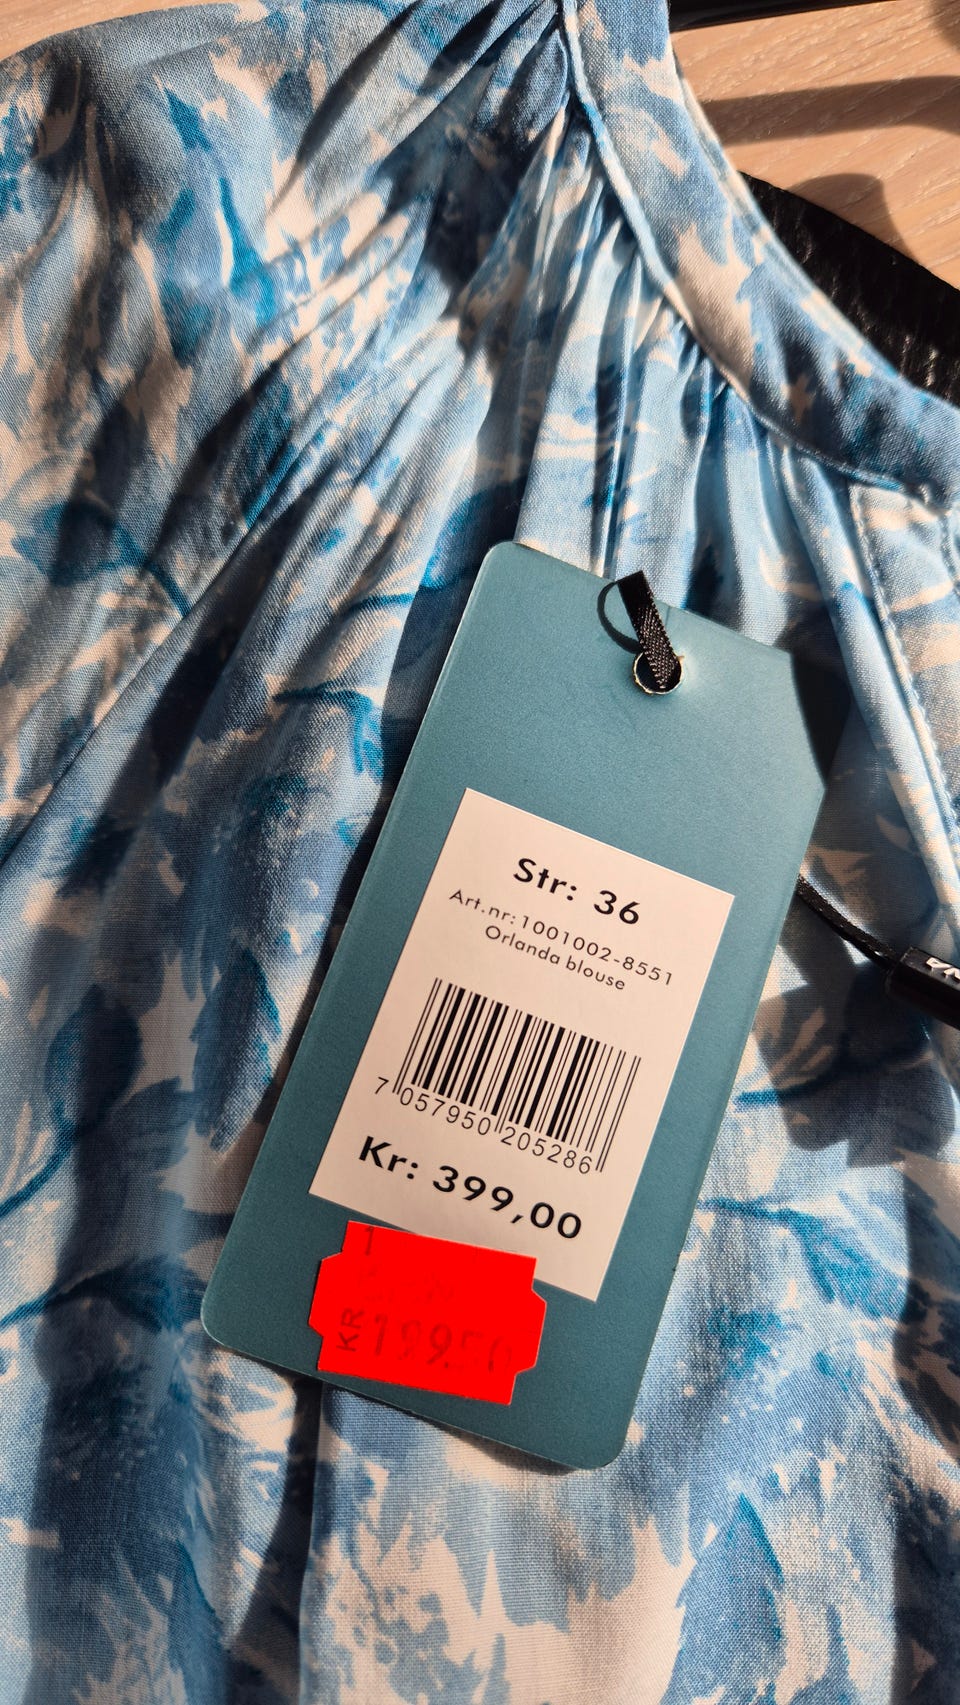 Str: 36
Art.nr:1001002-8551
Orlanda blouse
7 057950 205286
Kr: 399,00
KR 199.50